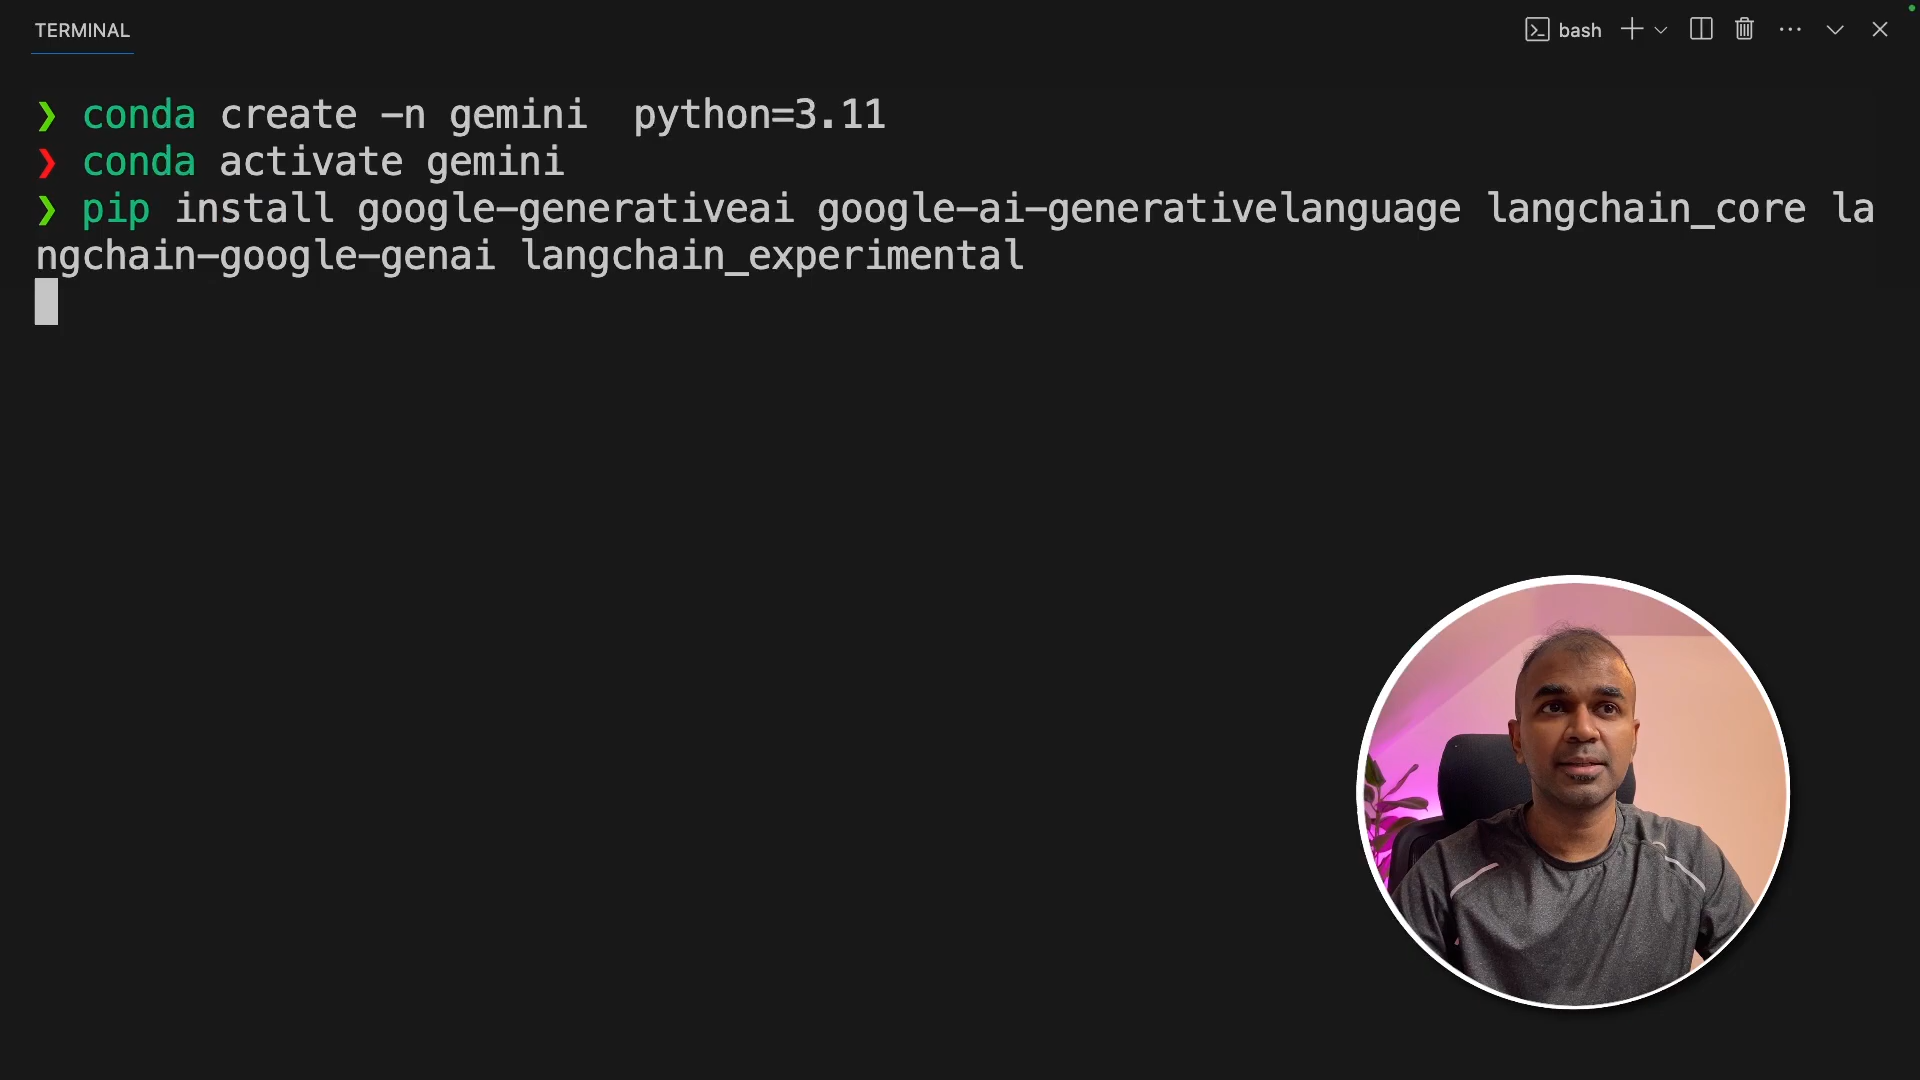 TERMINAL
bash
❯ conda create -n gemini  python=3.11
❯ conda activate gemini
❯ pip install google-generativeai google-ai-generativelanguage langchain_core la
ngchain-google-genai langchain_experimental